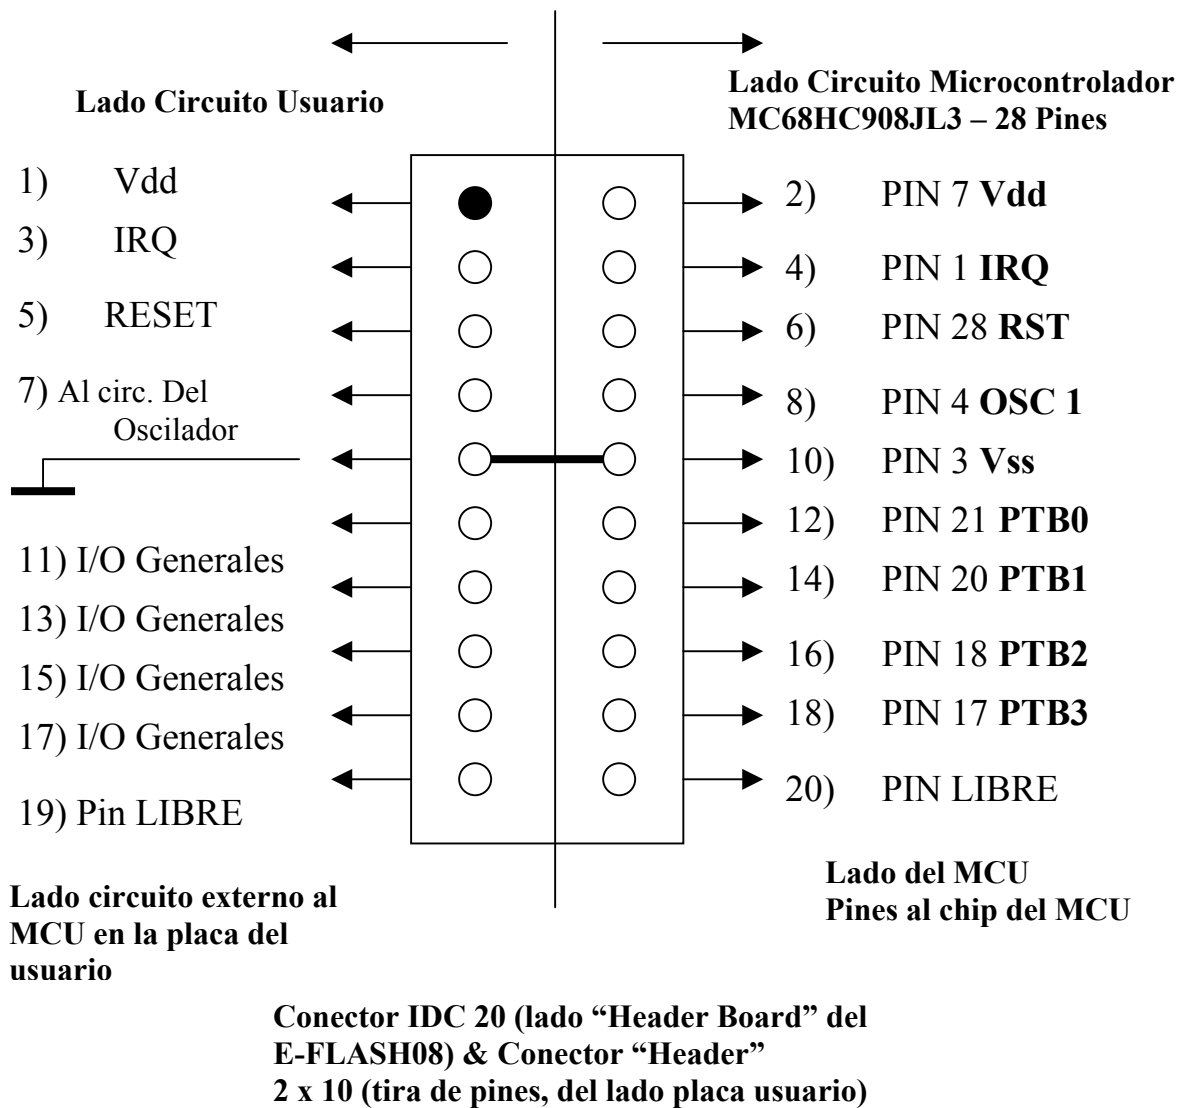 Lado Circuito Usuario
Lado Circuito Microcontrolador
MC68HC908JL3 – 28 Pines
1) Vdd
2) PIN 7 Vdd
3) IRQ
4) PIN 1 IRQ
5) RESET
6) PIN 28 RST
7) Al circ. Del
Oscilador
8) PIN 4 OSC 1
10) PIN 3 Vss
12) PIN 21 PTB0
11) I/O Generales
14) PIN 20 PTB1
13) I/O Generales
16) PIN 18 PTB2
15) I/O Generales
18) PIN 17 PTB3
17) I/O Generales
20) PIN LIBRE
19) Pin LIBRE
Lado circuito externo al
MCU en la placa del
usuario
Lado del MCU
Pines al chip del MCU
Conector IDC 20 (lado “Header Board” del
E-FLASH08) & Conector “Header”
2 x 10 (tira de pines, del lado placa usuario)